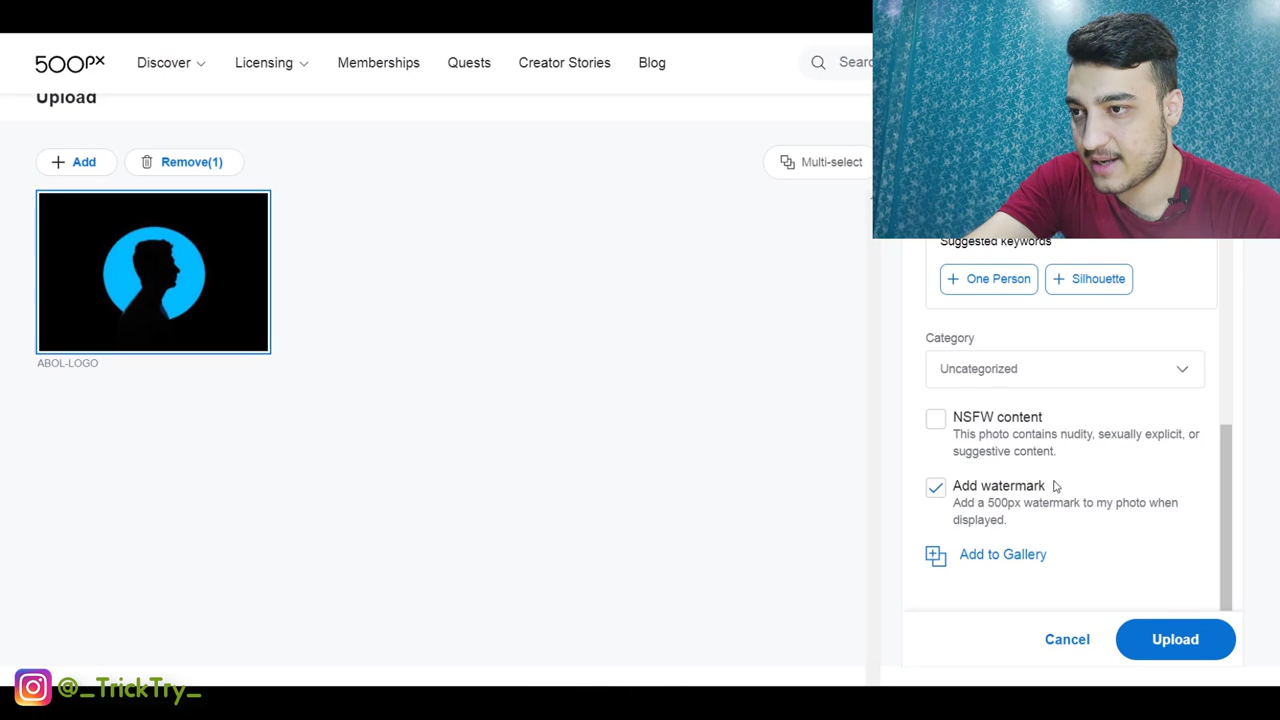 500px Discover Licensing Memberships Quests Creator Stories Blog
Upload
Add Remove(1) Multi-select
ABOL-LOGO
Suggested keywords
One Person Silhouette
Category
Uncategorized
NSFW content
This photo contains nudity, sexually explicit, or
suggestive content.
Add watermark
Add a 500px watermark to my photo when
displayed.
Add to Gallery
Cancel Upload
@_TrickTry_